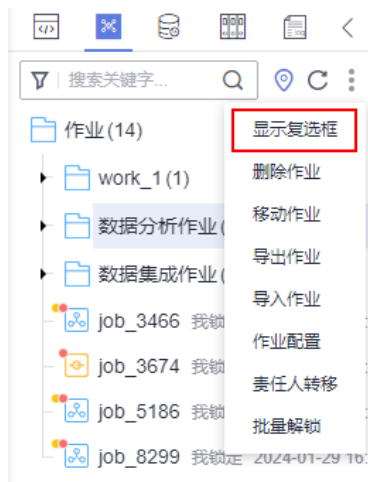 搜索关键字...
作业 (14)
显示复选框
work_1 (1)
删除作业
数据分析作业 (
移动作业
数据集成作业 (
导出作业
job_3466 我锁
导入作业
job_3674 我锁
作业配置
责任人转移
job_5186 我锁
批量解锁
job_8299 我锁定 2024-01-29 16: